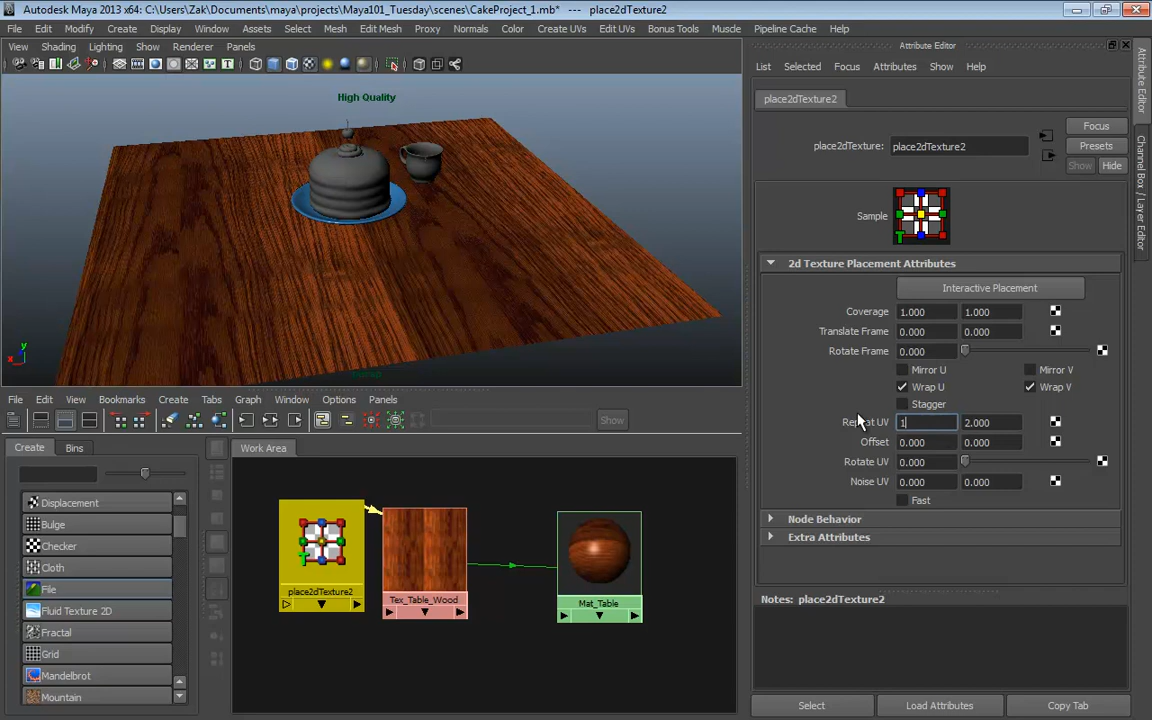 Autodesk Maya 2013 x64: C:\Users\Zak\Documents\maya\projects\Maya101_Tuesday\scenes\CakeProject_1.mb* --- place2dTexture2
File Edit Modify Create Display Window Assets Select Mesh Edit Mesh Proxy Normals Color Create UVs Edit UVs Bonus Tools Muscle Pipeline Cache Help
View Shading Lighting Show Renderer Panels
High Quality
y
x
File Edit View Bookmarks Create Tabs Graph Window Options Panels
Show
Create Bins
Work Area
Displacement
Bulge
Checker
Cloth
File
Fluid Texture 2D
Fractal
Grid
Mandelbrot
Mountain
place2dTexture2
Tex_Table_Wood
Mat_Table
Attribute Editor
List Selected Focus Attributes Show Help
place2dTexture2
Focus
place2dTexture: place2dTexture2
Presets
Show Hide
Sample
2d Texture Placement Attributes
Interactive Placement
Coverage 1.000 1.000
Translate Frame 0.000 0.000
Rotate Frame 0.000
Mirror U Mirror V
Wrap U Wrap V
Stagger
Repeat UV 1 2.000
Offset 0.000 0.000
Rotate UV 0.000
Noise UV 0.000 0.000
Fast
Node Behavior
Extra Attributes
Notes: place2dTexture2
Select Load Attributes Copy Tab
Attribute Editor
Channel Box / Layer Editor